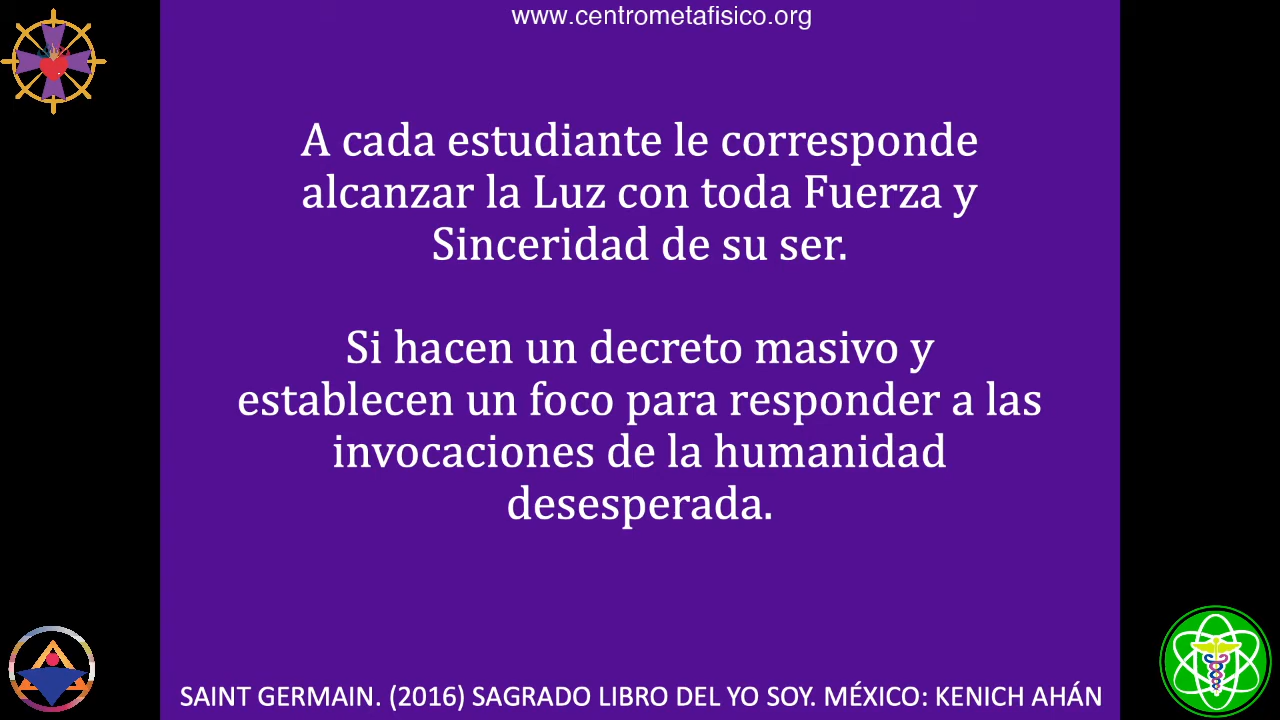 www.centrometafisico.org
A cada estudiante le corresponde
alcanzar la Luz con toda Fuerza y
Sinceridad de su ser.
Si hacen un decreto masivo y
establecen un foco para responder a las
invocaciones de la humanidad
desesperada.
SAINT GERMAIN. (2016) SAGRADO LIBRO DEL YO SOY. MÉXICO: KENICH AHÁN